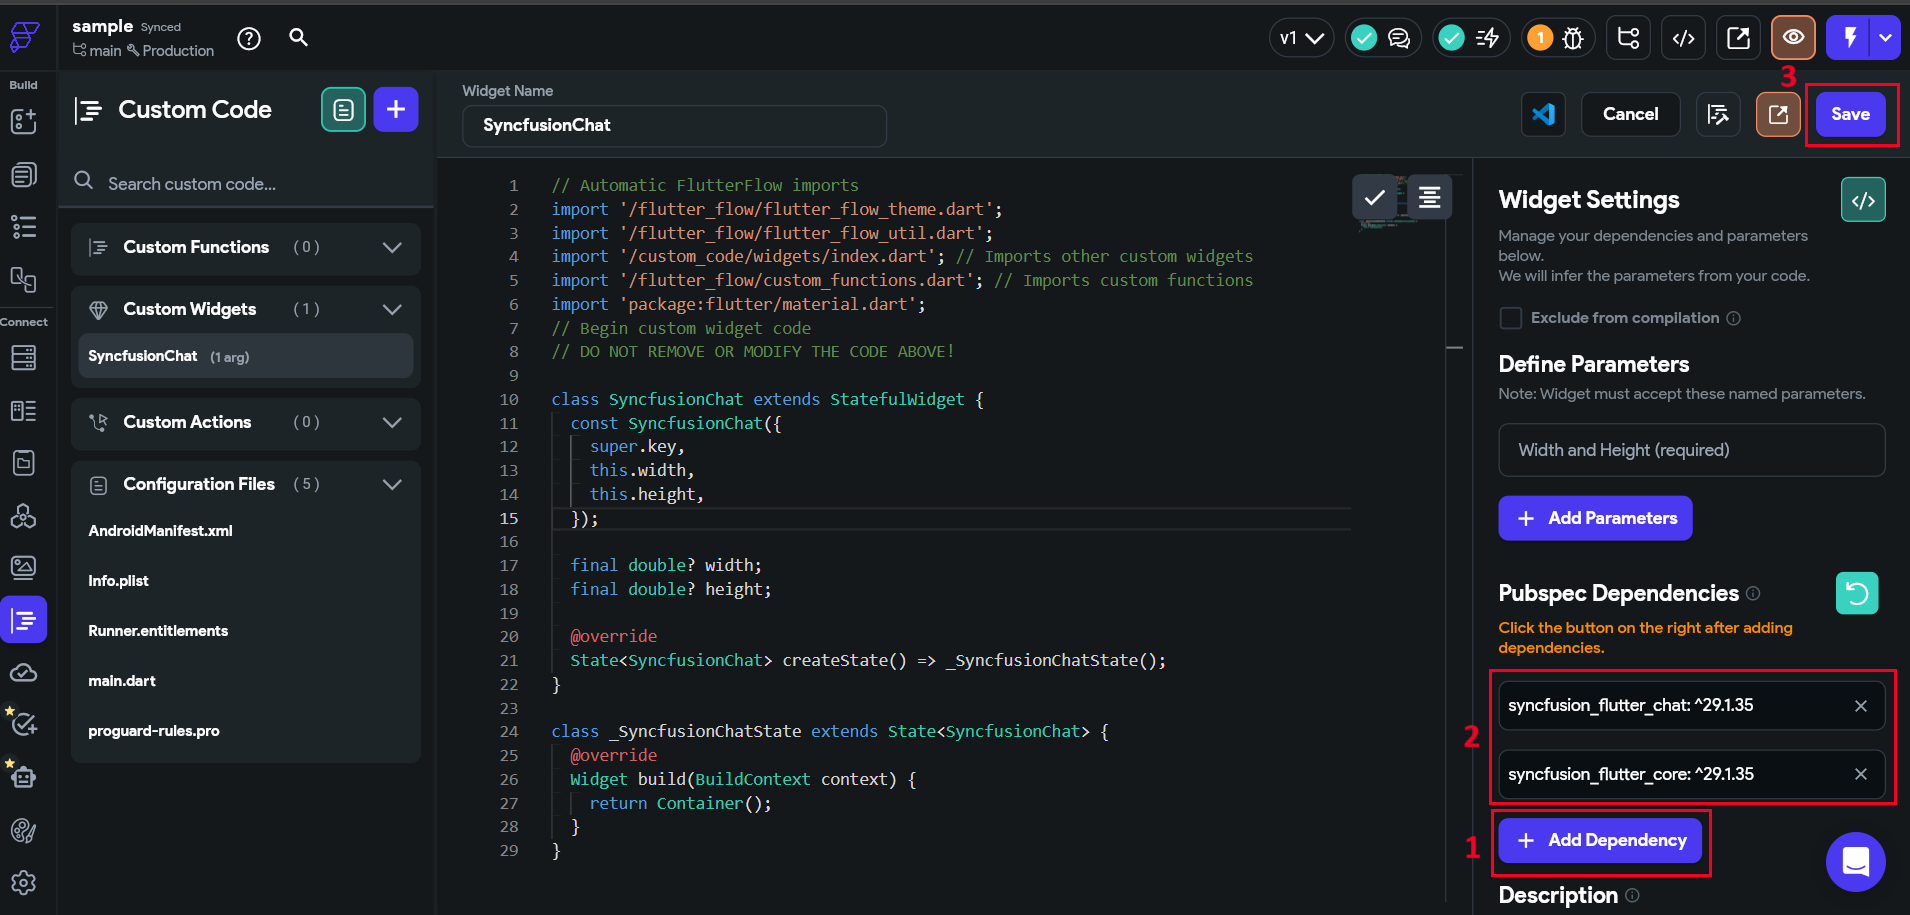 sample Synced
main Production
v1
1
Build
Connect
Custom Code
Search custom code...
Custom Functions (0)
Custom Widgets (1)
SyncfusionChat (1 arg)
Custom Actions (0)
Configuration Files (5)
AndroidManifest.xml
Info.plist
Runner.entitlements
main.dart
proguard-rules.pro
Widget Name
SyncfusionChat
Cancel
3
Save
1 // Automatic FlutterFlow imports
2 import '/flutter_flow/flutter_flow_theme.dart';
3 import '/flutter_flow/flutter_flow_util.dart';
4 import '/custom_code/widgets/index.dart'; // Imports other custom widgets
5 import '/flutter_flow/custom_functions.dart'; // Imports custom functions
6 import 'package:flutter/material.dart';
7 // Begin custom widget code
8 // DO NOT REMOVE OR MODIFY THE CODE ABOVE!
9
10 class SyncfusionChat extends StatefulWidget {
11 const SyncfusionChat({
12 super.key,
13 this.width,
14 this.height,
15 });
16
17 final double? width;
18 final double? height;
19
20 @override
21 State<SyncfusionChat> createState() => _SyncfusionChatState();
22 }
23
24 class _SyncfusionChatState extends State<SyncfusionChat> {
25 @override
26 Widget build(BuildContext context) {
27 return Container();
28 }
29 }
Widget Settings
</>
Manage your dependencies and parameters
below.
We will infer the parameters from your code.
Exclude from compilation
Define Parameters
Note: Widget must accept these named parameters.
Width and Height (required)
+ Add Parameters
Pubspec Dependencies
Click the button on the right after adding
dependencies.
2
syncfusion_flutter_chat: ^29.1.35
syncfusion_flutter_core: ^29.1.35
1
+ Add Dependency
Description